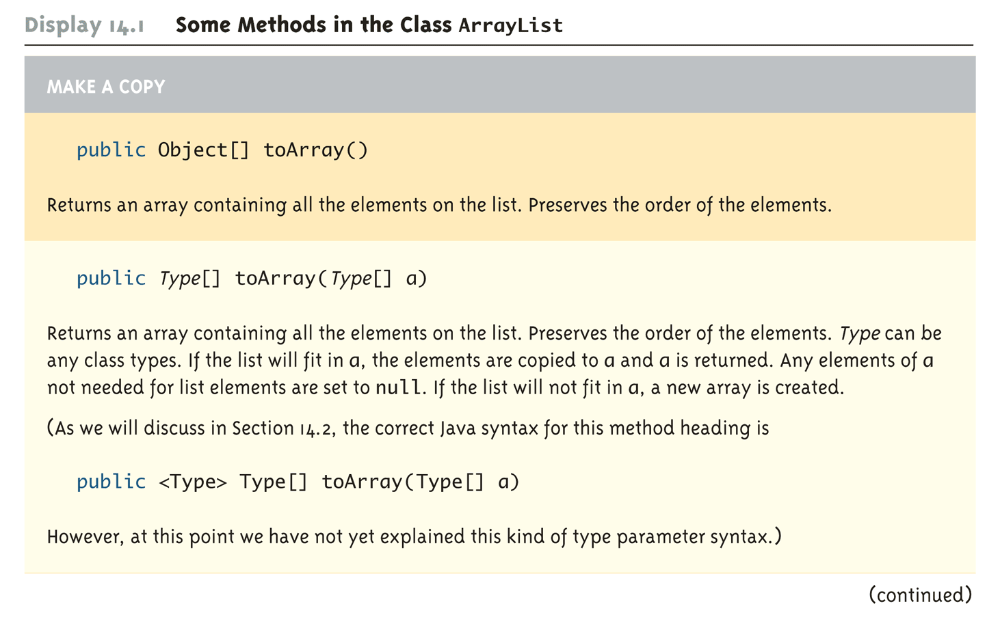 Display 14.1 Some Methods in the Class ArrayList
MAKE A COPY
public Object[] toArray()
Returns an array containing all the elements on the list. Preserves the order of the elements.
public Type[] toArray(Type[] a)
Returns an array containing all the elements on the list. Preserves the order of the elements. Type can be
any class types. If the list will fit in a, the elements are copied to a and a is returned. Any elements of a
not needed for list elements are set to null. If the list will not fit in a, a new array is created.
(As we will discuss in Section 14.2, the correct Java syntax for this method heading is
public <Type> Type[] toArray(Type[] a)
However, at this point we have not yet explained this kind of type parameter syntax.)
(continued)